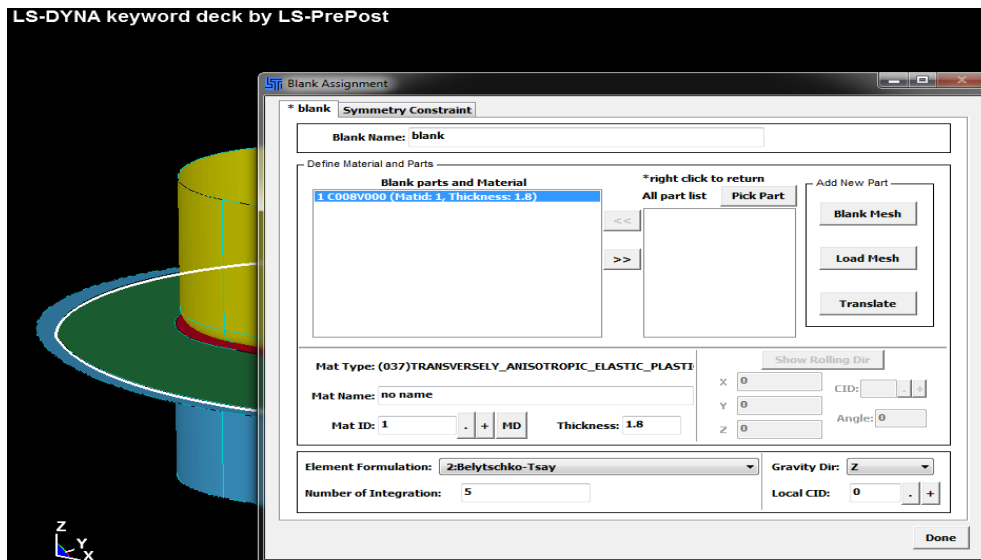 LS-DYNA keyword deck by LS-PrePost
Blank Assignment
* blank Symmetry Constraint
Blank Name: blank
Define Material and Parts
Blank parts and Material
1 C008V000 (Matid: 1, Thickness: 1.8)
<<
>>
*right click to return
All part list Pick Part
Add New Part
Blank Mesh
Load Mesh
Translate
Mat Type: (037)TRANSVERSELY_ANISOTROPIC_ELASTIC_PLASTI
Mat Name: no name
Mat ID: 1 . + MD Thickness: 1.8
Show Rolling Dir
X 0 CID: . +
Y 0
Angle: 0
Z 0
Element Formulation: 2:Belytschko-Tsay Gravity Dir: Z
Number of Integration: 5 Local CID: 0 . +
Done
Z
Y
X